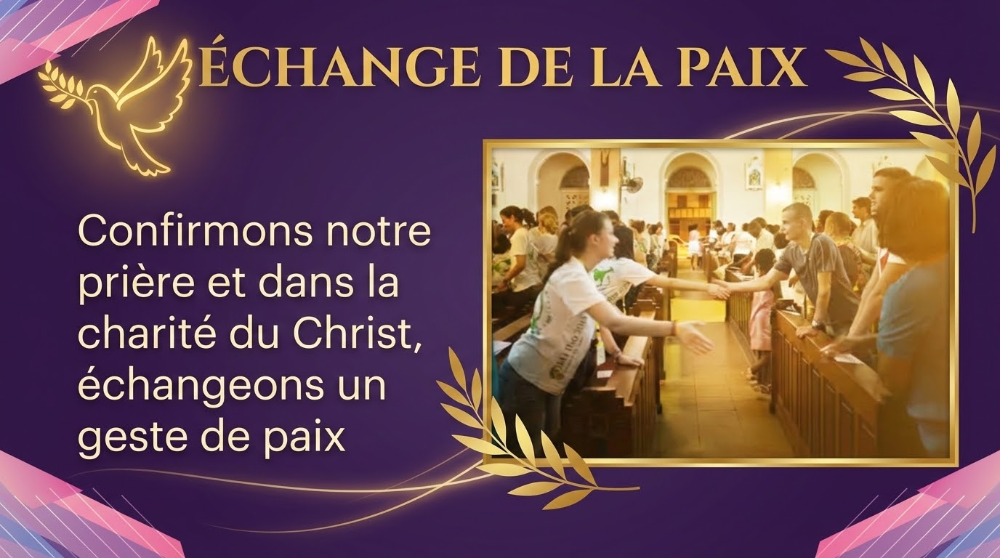 ÉCHANGE DE LA PAIX
Confirmons notre
prière et dans la
charité du Christ,
échangeons un
geste de paix